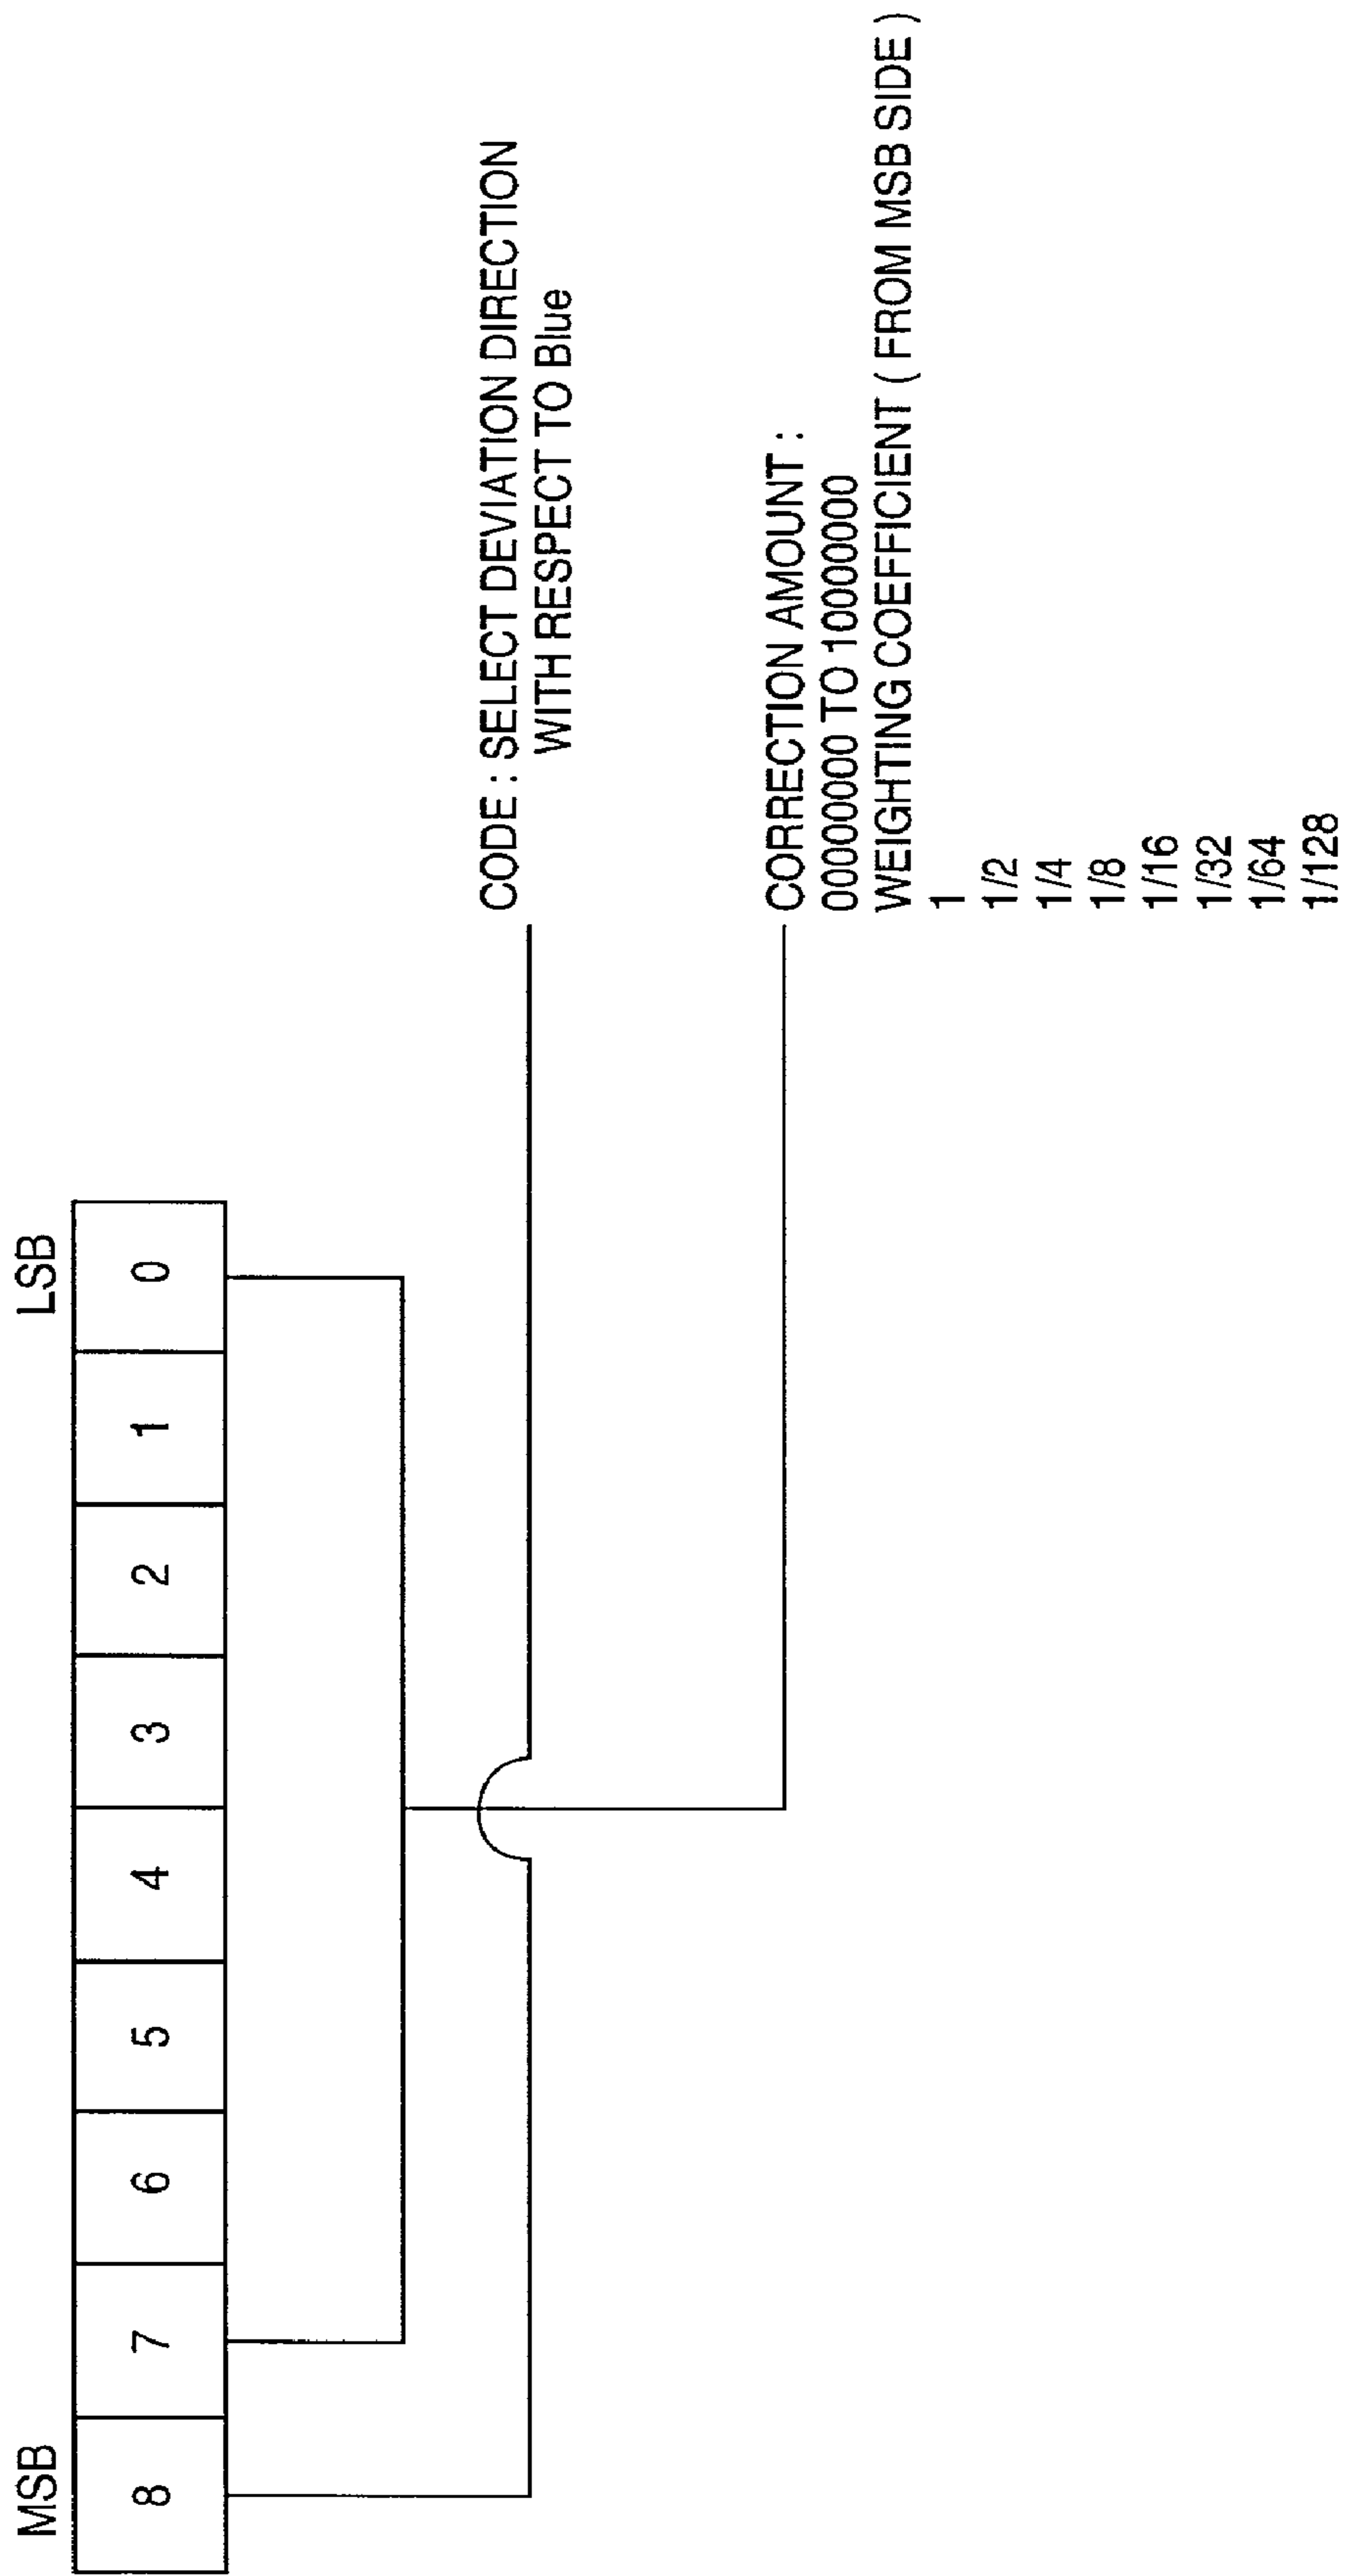 MSB LSB
8 7 6 5 4 3 2 1 0
CODE : SELECT DEVIATION DIRECTION
WITH RESPECT TO Blue
CORRECTION AMOUNT :
00000000 TO 10000000
WEIGHTING COEFFICIENT ( FROM MSB SIDE )
1
1/2
1/4
1/8
1/16
1/32
1/64
1/128